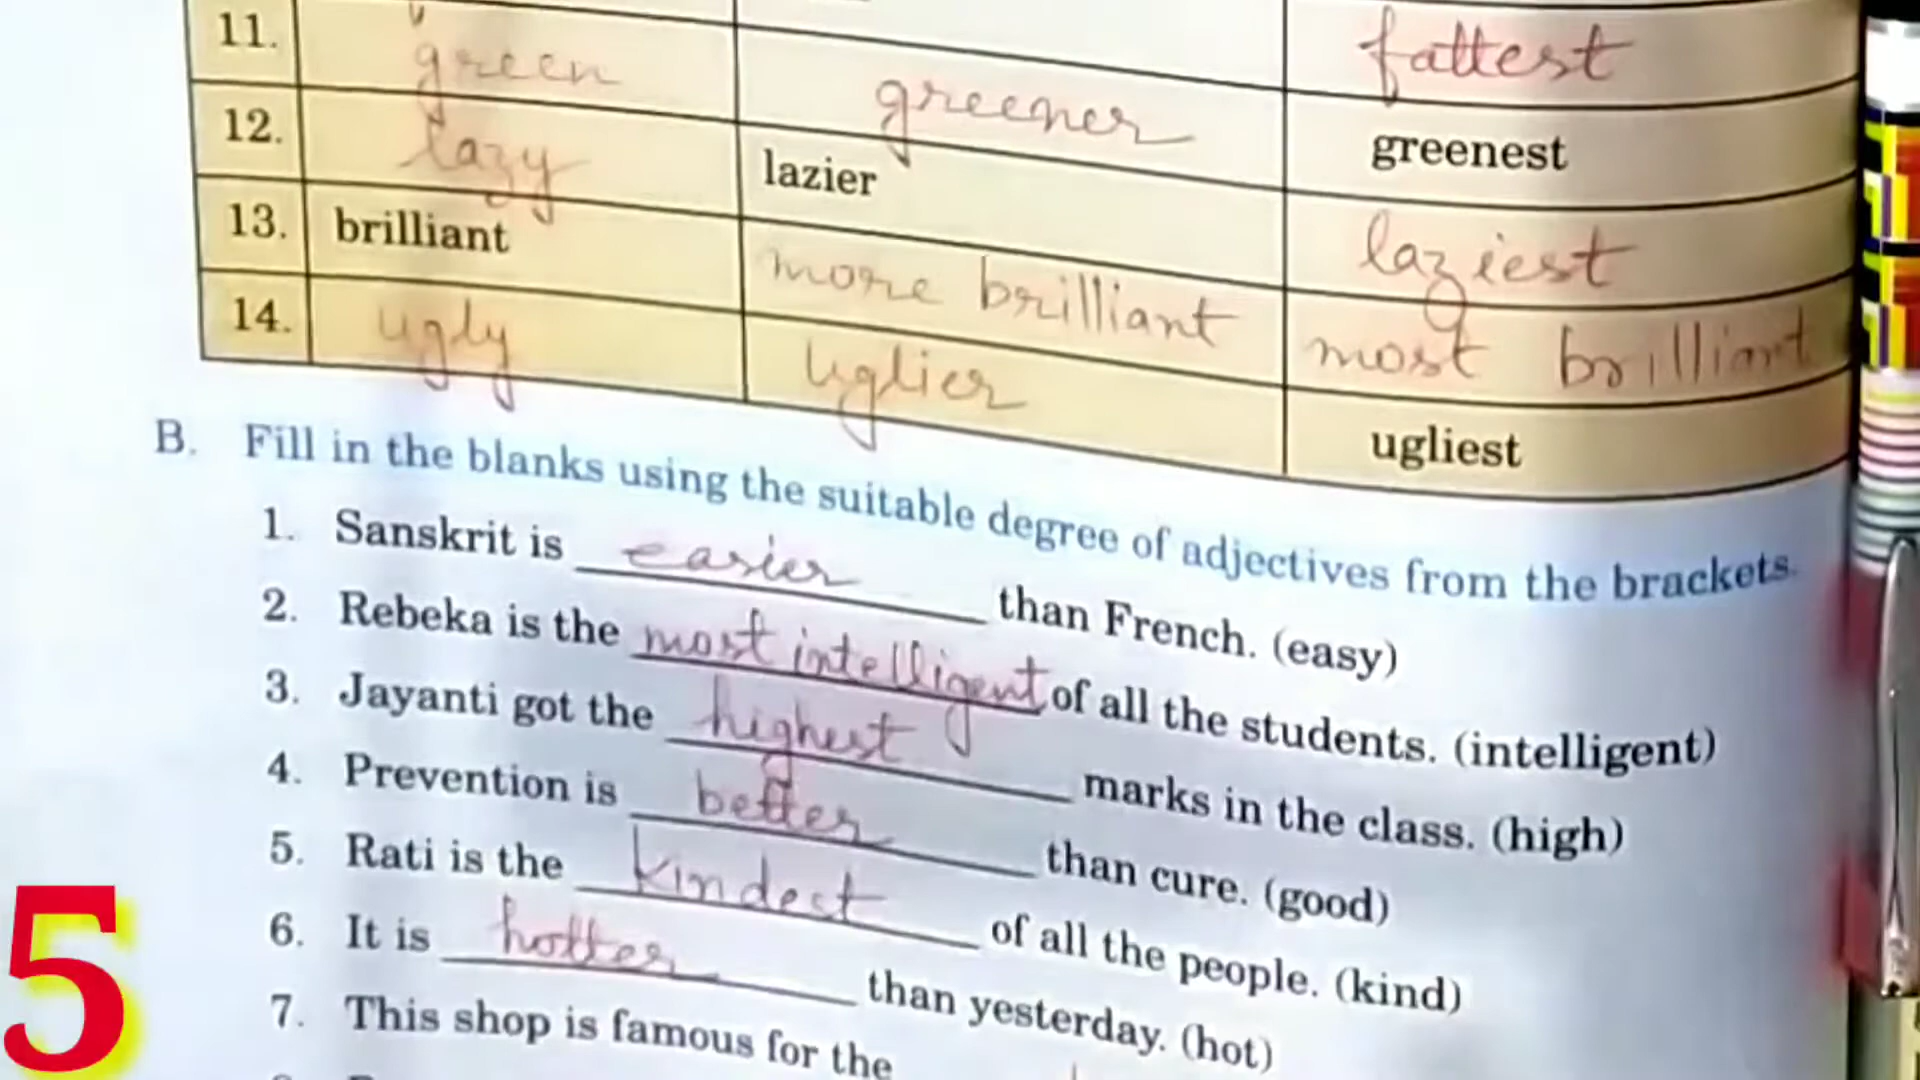 fattest
11. green greener greenest
12. lazy lazier laziest
13. brilliant more brilliant most brilliant
14. ugly uglier ugliest
B. Fill in the blanks using the suitable degree of adjectives from the brackets.
1. Sanskrit is easier than French. (easy)
2. Rebeka is the most intelligent of all the students. (intelligent)
3. Jayanti got the highest marks in the class. (high)
4. Prevention is better than cure. (good)
5. Rati is the kindest of all the people. (kind)
6. It is hotter than yesterday. (hot)
7. This shop is famous for the
5